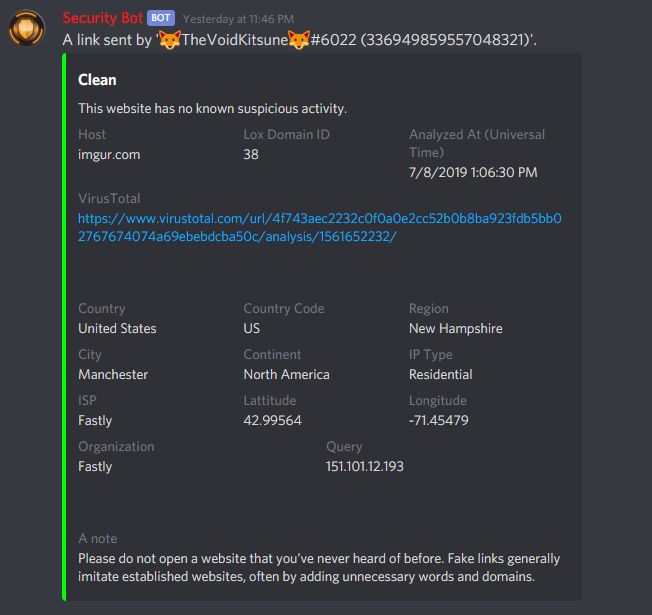 Security Bot BOT Yesterday at 11:46 PM
A link sent by '🦊TheVoidKitsune🦊#6022 (336949859557048321)'.
Clean
This website has no known suspicious activity.
Host Lox Domain ID Analyzed At (Universal
Time)
imgur.com 38
7/8/2019 1:06:30 PM
VirusTotal
https://www.virustotal.com/url/4f743aec2232c0f0a0e2cc52b0b8ba923fdb5bb0
2767674074a69ebebdcba50c/analysis/1561652232/
Country Country Code Region
United States US New Hampshire
City Continent IP Type
Manchester North America Residential
ISP Lattitude Longitude
Fastly 42.99564 -71.45479
Organization Query
Fastly 151.101.12.193
A note
Please do not open a website that you've never heard of before. Fake links generally
imitate established websites, often by adding unnecessary words and domains.